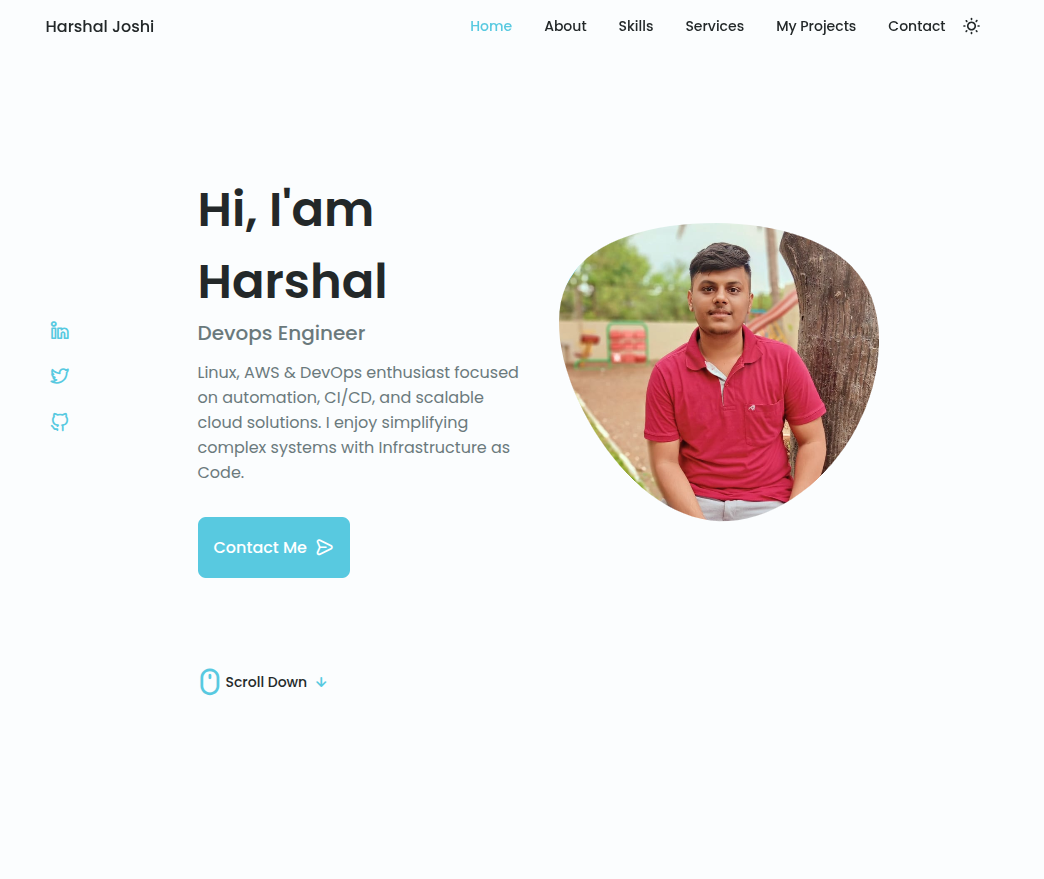 Harshal Joshi
Home About Skills Services My Projects Contact
Hi, I'am
Harshal
Devops Engineer
Linux, AWS & DevOps enthusiast focused
on automation, CI/CD, and scalable
cloud solutions. I enjoy simplifying
complex systems with Infrastructure as
Code.
Contact Me
Scroll Down